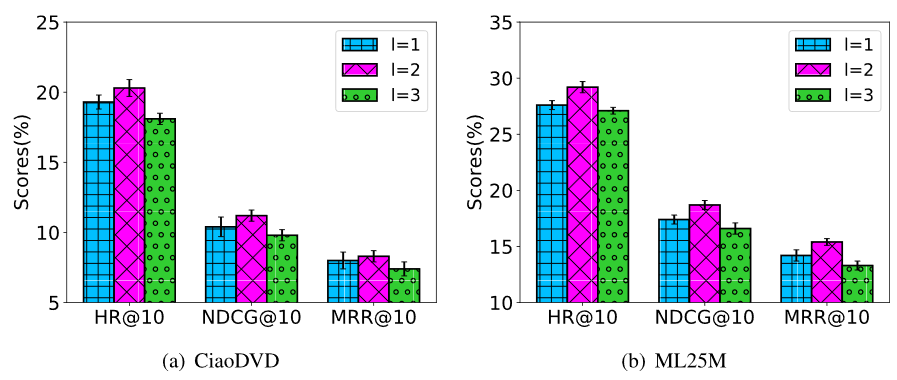 25
20
15
10
5
Scores(%)
l=1
l=2
l=3
HR@10 NDCG@10 MRR@10
(a) CiaoDVD
35
30
25
20
15
10
Scores(%)
l=1
l=2
l=3
HR@10 NDCG@10 MRR@10
(b) ML25M